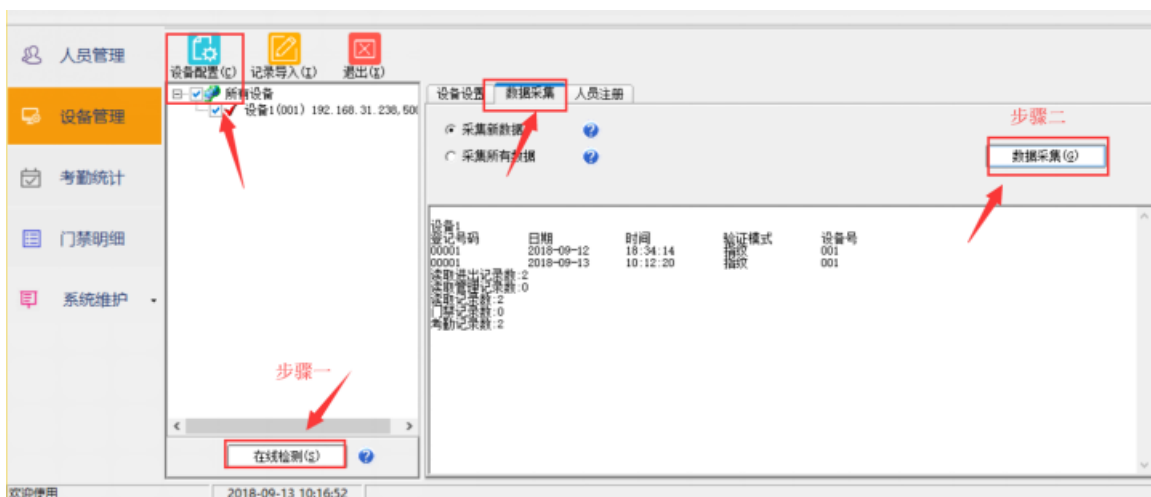 人员管理
设备管理
考勤统计
门禁明细
系统维护
设备配置(C) 记录导入(I) 退出(X)
所有设备
设备1(001) 192.168.31.238,500
步骤一
在线检测(S)
设备设置 数据采集 人员注册
采集新数据
采集所有数据
步骤二
数据采集(G)
设备1
登记号码 日期 时间 验证模式 设备号
00001 2018-09-12 18:34:14 指纹 001
00001 2018-09-13 10:12:20 指纹 001
读取进出记录数:2
读取管理记录数:0
读取记录数:2
门禁记录数:0
考勤记录数:2
欢迎使用 2018-09-13 10:16:52